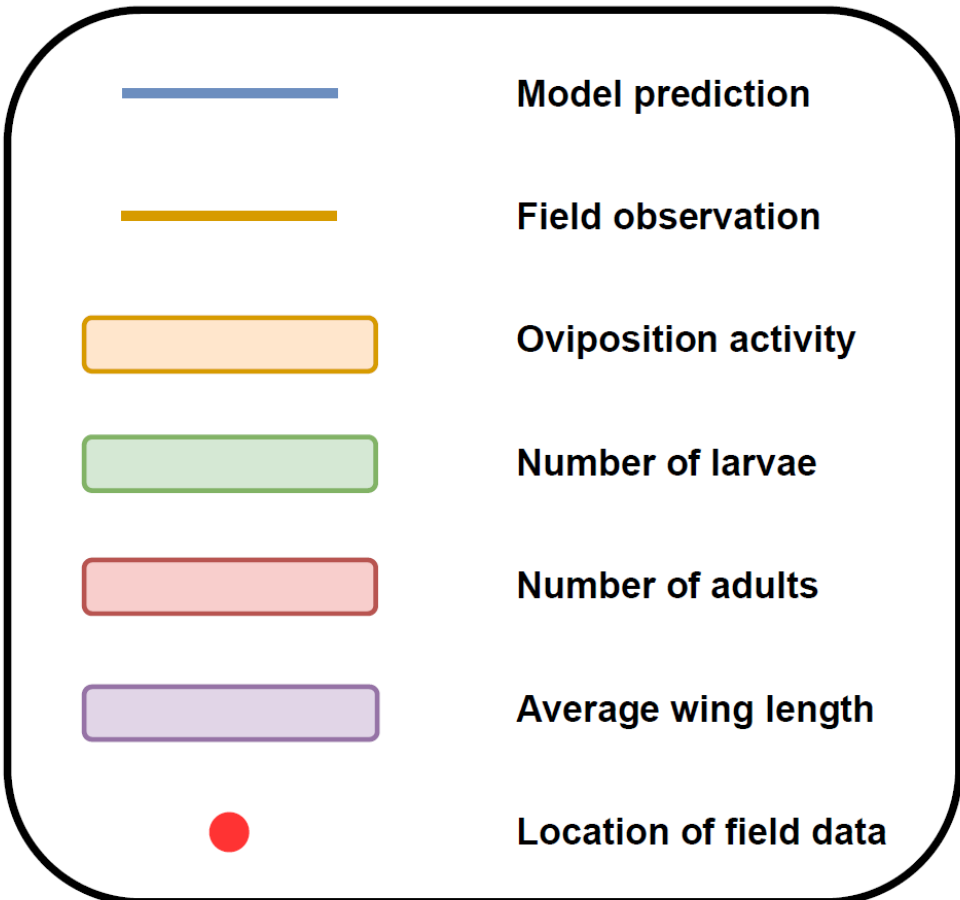 Model prediction
Field observation
Oviposition activity
Number of larvae
Number of adults
Average wing length
Location of field data